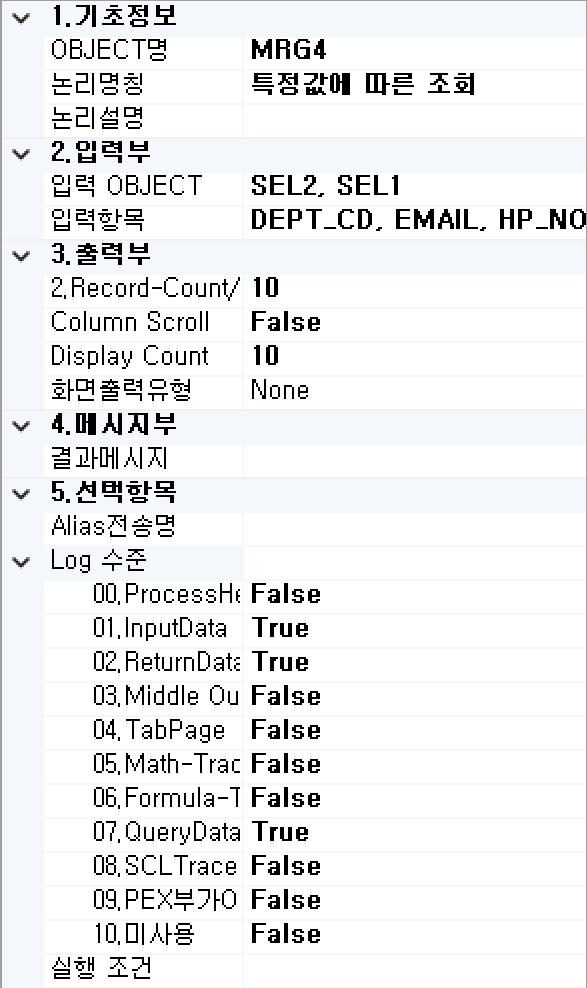 1.기초정보
OBJECT명 MRG4
논리명칭 특정값에 따른 조회
논리설명
2.입력부
입력 OBJECT SEL2, SEL1
입력항목 DEPT_CD, EMAIL, HP_NO
3.출력부
2.Record-Count/ 10
Column Scroll False
Display Count 10
화면출력유형 None
4.메시지부
결과메시지
5.선택항목
Alias전송명
Log 수준
00.ProcessHe False
01.InputData True
02.ReturnData True
03.Middle Ou False
04.TabPage False
05.Math-Trac False
06.Formula-T False
07.QueryData True
08.SCLTrace False
09.PEX부가O False
10.미사용 False
실행 조건